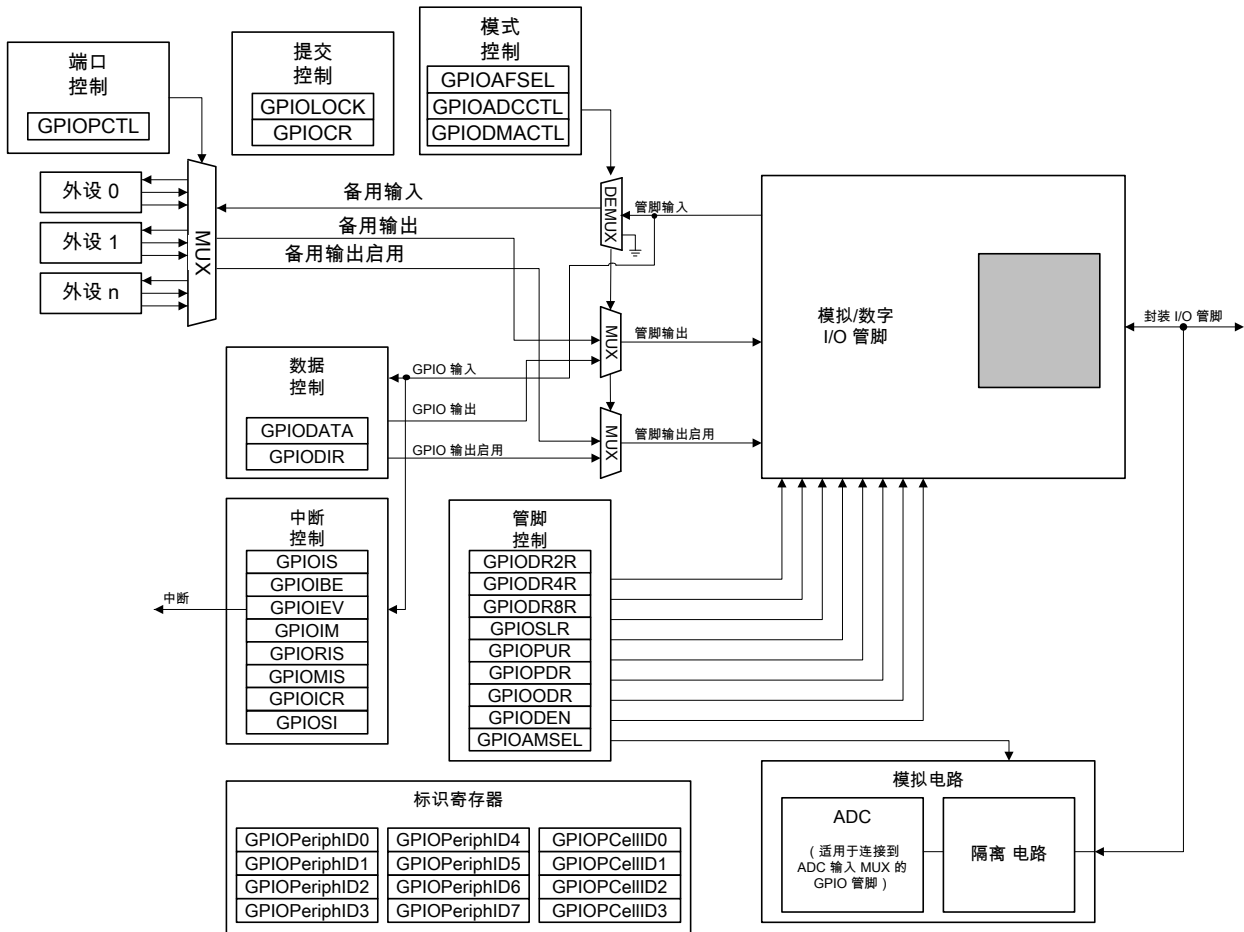 端口
控制
GPIOPCTL
提交
控制
GPIOLOCK
GPIOCR
模式
控制
GPIOAFSEL
GPIOADCCTL
GPIODMACTL
外设 0
外设 1
外设 n
MUX
备用输入
备用输出
备用输出启用
DEMUX
管脚输入
MUX
管脚输出
MUX
管脚输出启用
模拟/数字
I/O 管脚
封装 I/O 管脚
数据
控制
GPIODATA
GPIODIR
GPIO 输入
GPIO 输出
GPIO 输出启用
中断
中断
控制
GPIOIS
GPIOIBE
GPIOIEV
GPIOIM
GPIORIS
GPIOMIS
GPIOICR
GPIOSI
管脚
控制
GPIODR2R
GPIODR4R
GPIODR8R
GPIOSLR
GPIOPUR
GPIOPDR
GPIOODR
GPIODEN
GPIOAMSEL
标识寄存器
GPIOPeriphID0
GPIOPeriphID1
GPIOPeriphID2
GPIOPeriphID3
GPIOPeriphID4
GPIOPeriphID5
GPIOPeriphID6
GPIOPeriphID7
GPIOPCellID0
GPIOPCellID1
GPIOPCellID2
GPIOPCellID3
模拟电路
ADC
（适用于连接到
ADC 输入 MUX 的
GPIO 管脚）
隔离 电路